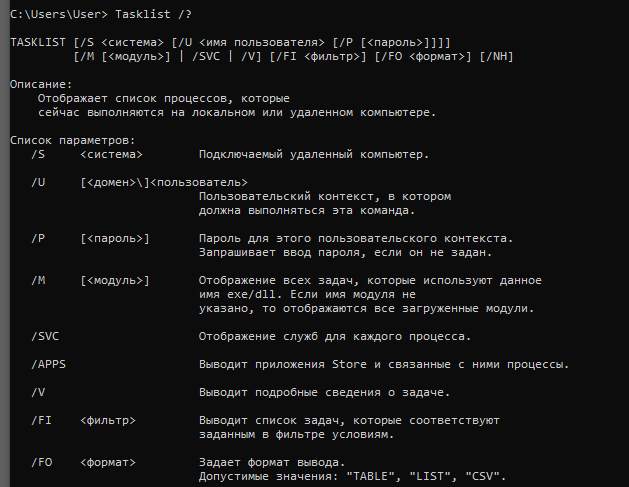 C:\Users\User> Tasklist /?
TASKLIST [/S <система> [/U <имя пользователя> [/P [<пароль>]]]]
[/M [<модуль>] | /SVC | /V] [/FI <фильтр>] [/FO <формат>] [/NH]
Описание:
Отображает список процессов, которые
сейчас выполняются на локальном или удаленном компьютере.
Список параметров:
/S <система> Подключаемый удаленный компьютер.
/U [<домен>\]<пользователь>
Пользовательский контекст, в котором
должна выполняться эта команда.
/P [<пароль>] Пароль для этого пользовательского контекста.
Запрашивает ввод пароля, если он не задан.
/M [<модуль>] Отображение всех задач, которые используют данное
имя exe/dll. Если имя модуля не
указано, то отображаются все загруженные модули.
/SVC Отображение служб для каждого процесса.
/APPS Выводит приложения Store и связанные с ними процессы.
/V Выводит подробные сведения о задаче.
/FI <фильтр> Выводит список задач, которые соответствуют
заданным в фильтре условиям.
/FO <формат> Задает формат вывода.
Допустимые значения: "TABLE", "LIST", "CSV".